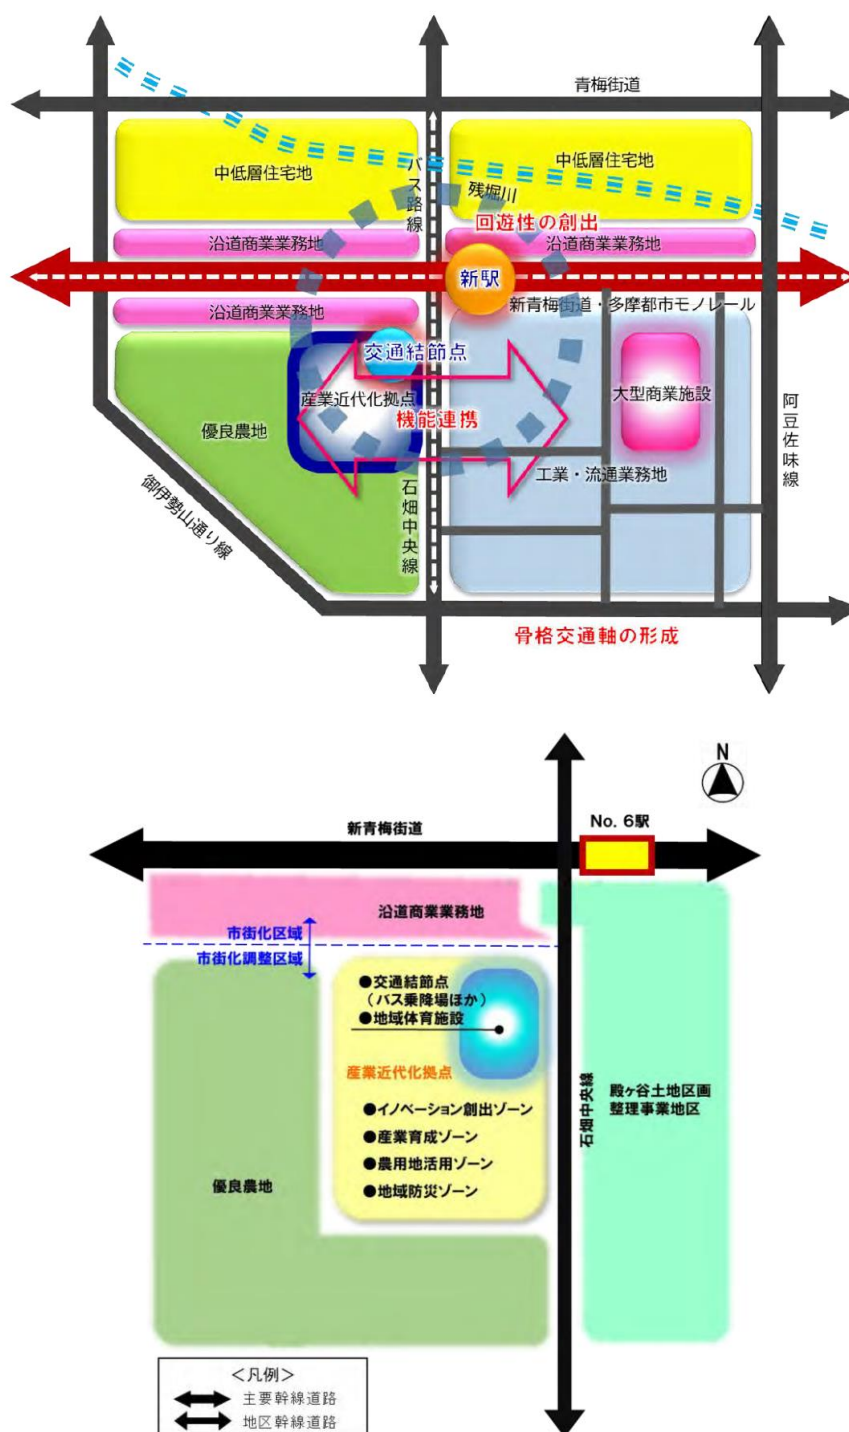 青梅街道
中低層住宅地
バス路線
中低層住宅地
残堀川
回遊性の創出
沿道商業業務地
沿道商業業務地
新駅
沿道商業業務地
新青梅街道・多摩都市モノレール
交通結節点
産業近代化拠点
機能連携
大型商業施設
阿豆佐味線
優良農地
工業・流通業務地
石畑中央線
御伊勢山通り線
骨格交通軸の形成
N
No. 6駅
新青梅街道
沿道商業業務地
市街化区域
市街化調整区域
●交通結節点
(バス乗降場ほか)
●地域体育施設
産業近代化拠点
●イノベーション創出ゾーン
●産業育成ゾーン
●農用地活用ゾーン
●地域防災ゾーン
石畑中央線
殿ヶ谷土地区画
整理事業地区
優良農地
<凡例>
主要幹線道路
地区幹線道路